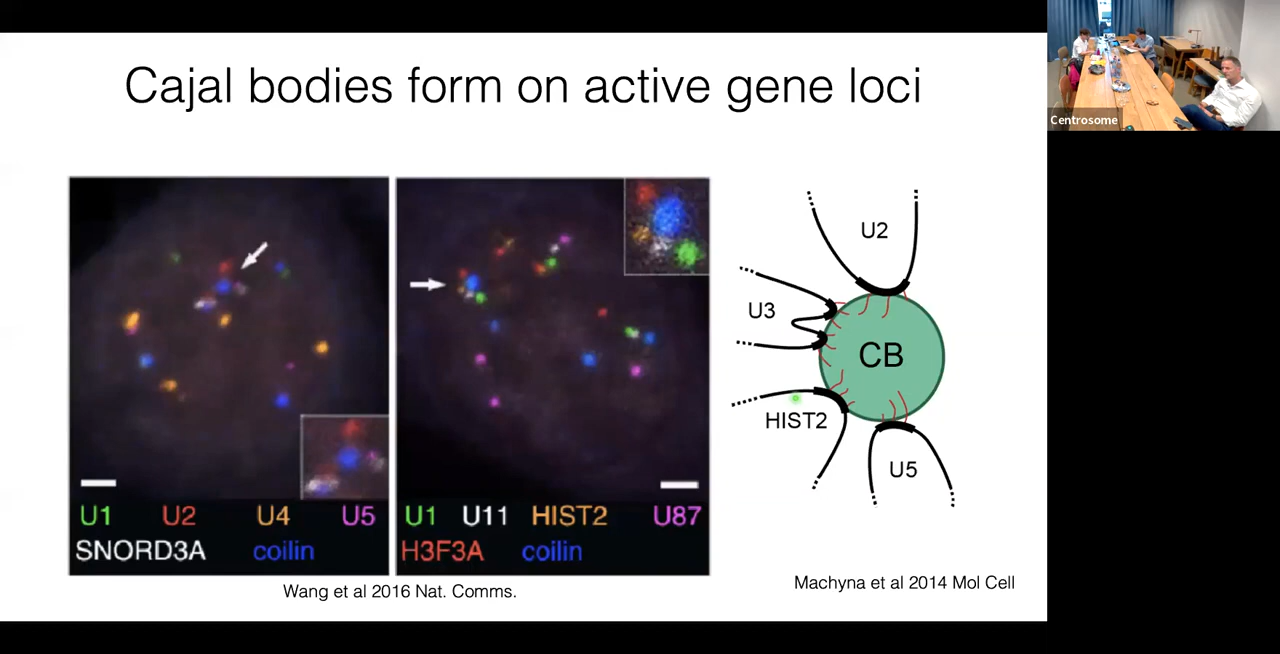 Cajal bodies form on active gene loci
U1 U2 U4 U5
SNORD3A coilin
U1 U11 HIST2 U87
H3F3A coilin
Wang et al 2016 Nat. Comms.
U2
U3
CB
HIST2
U5
Machyna et al 2014 Mol Cell
Centrosome